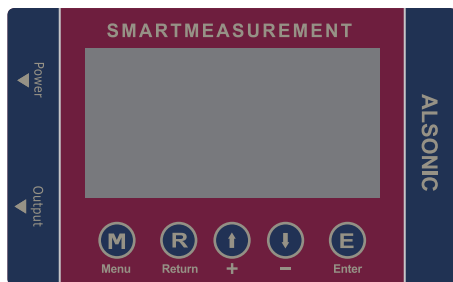 SMARTMEASUREMENT
Power
Output
ALSONIC
M R E
Menu Return + − Enter